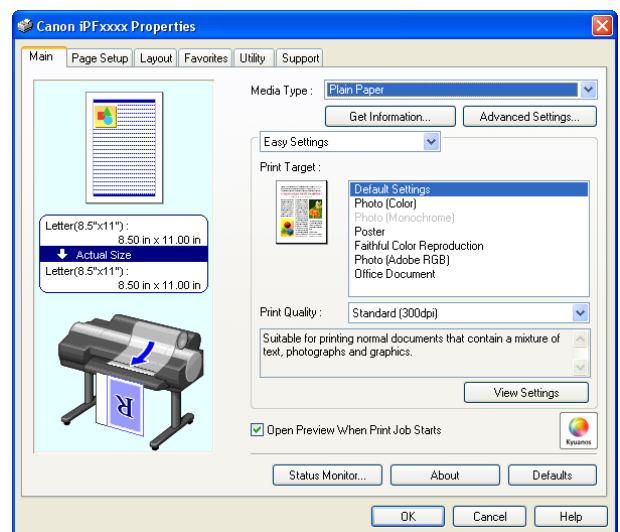 Canon iPFxxxx Properties
Main Page Setup Layout Favorites Utility Support
Media Type : Plain Paper
Get Information... Advanced Settings...
Easy Settings
Print Target :
Default Settings
Photo (Color)
Photo (Monochrome)
Poster
Faithful Color Reproduction
Photo (Adobe RGB)
Office Document
Letter(8.5"x11") :
8.50 in x 11.00 in
Actual Size
Letter(8.5"x11") :
8.50 in x 11.00 in
R
Print Quality : Standard (300dpi)
Suitable for printing normal documents that contain a mixture of
text, photographs and graphics.
View Settings
Open Preview When Print Job Starts
Kyuanos
Status Monitor... About Defaults
OK Cancel Help